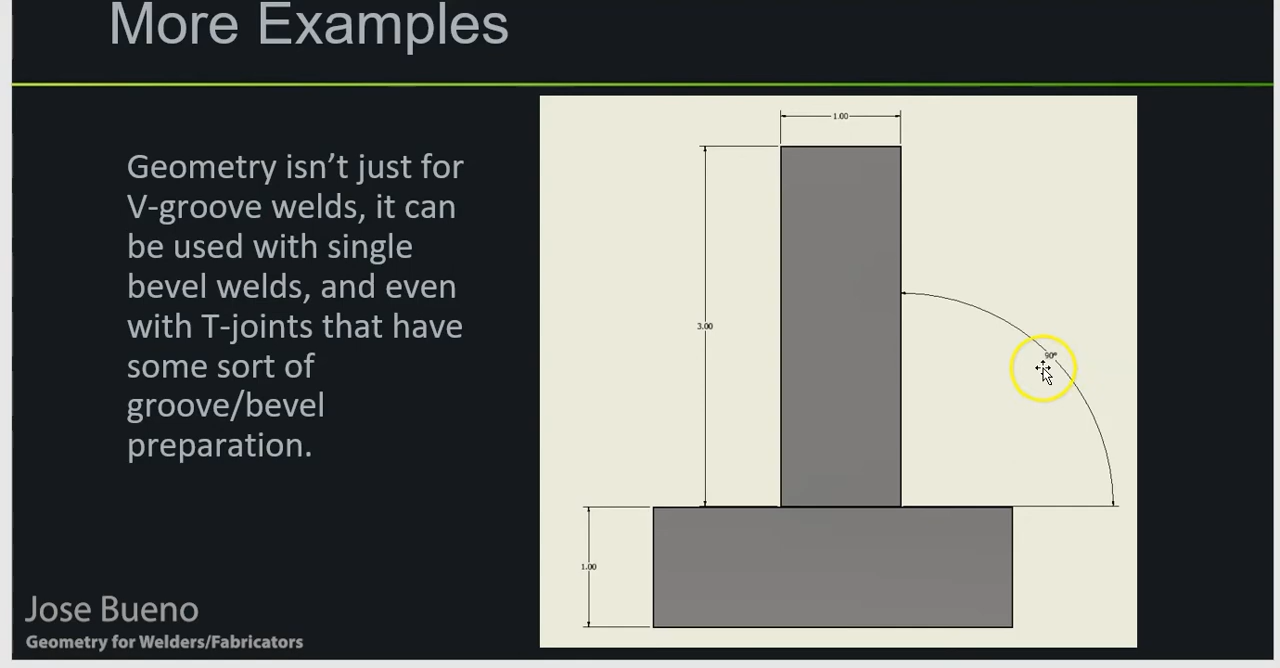 More Examples
Geometry isn’t just for
V-groove welds, it can
be used with single
bevel welds, and even
with T-joints that have
some sort of
groove/bevel
preparation.
1.00
3.00
90°
1.00
Jose Bueno
Geometry for Welders/Fabricators